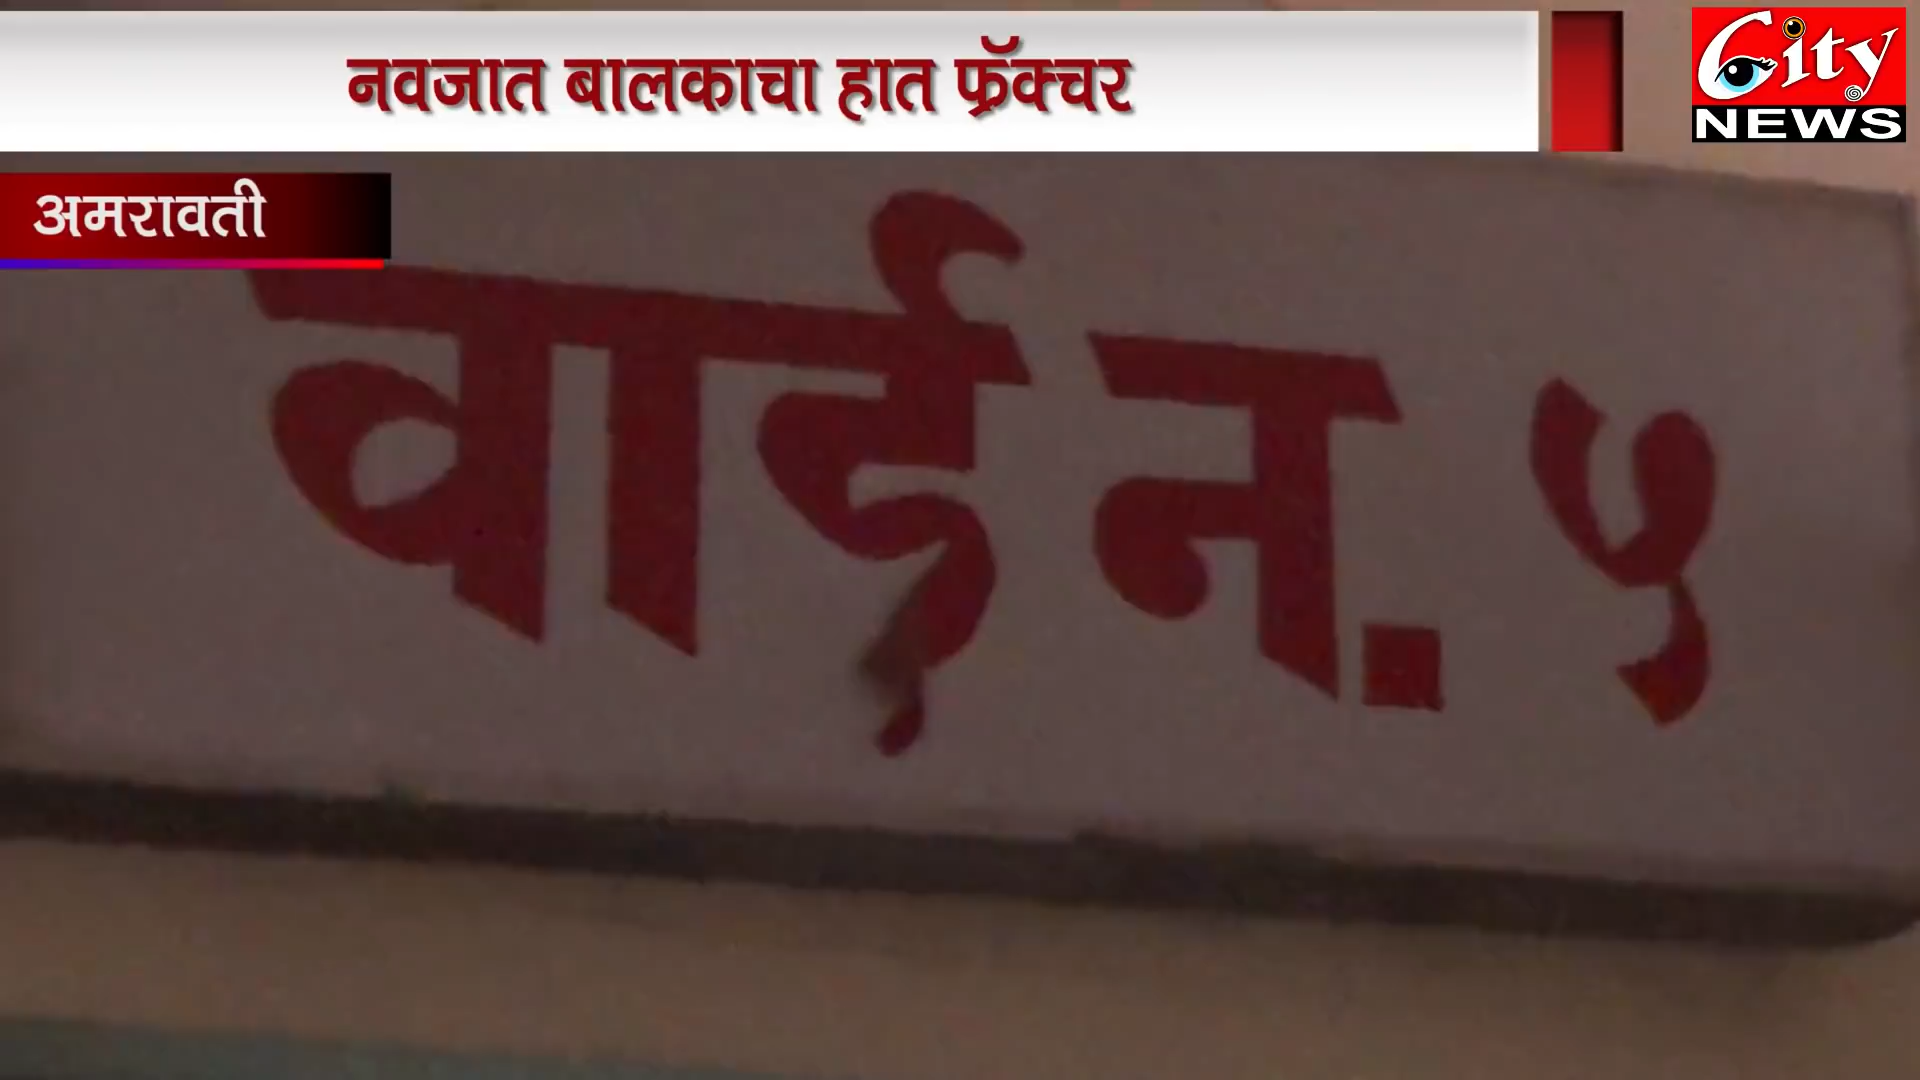 नवजात बालकाचा हात फ्रॅक्चर
City
NEWS
अमरावती
वाई न. ५